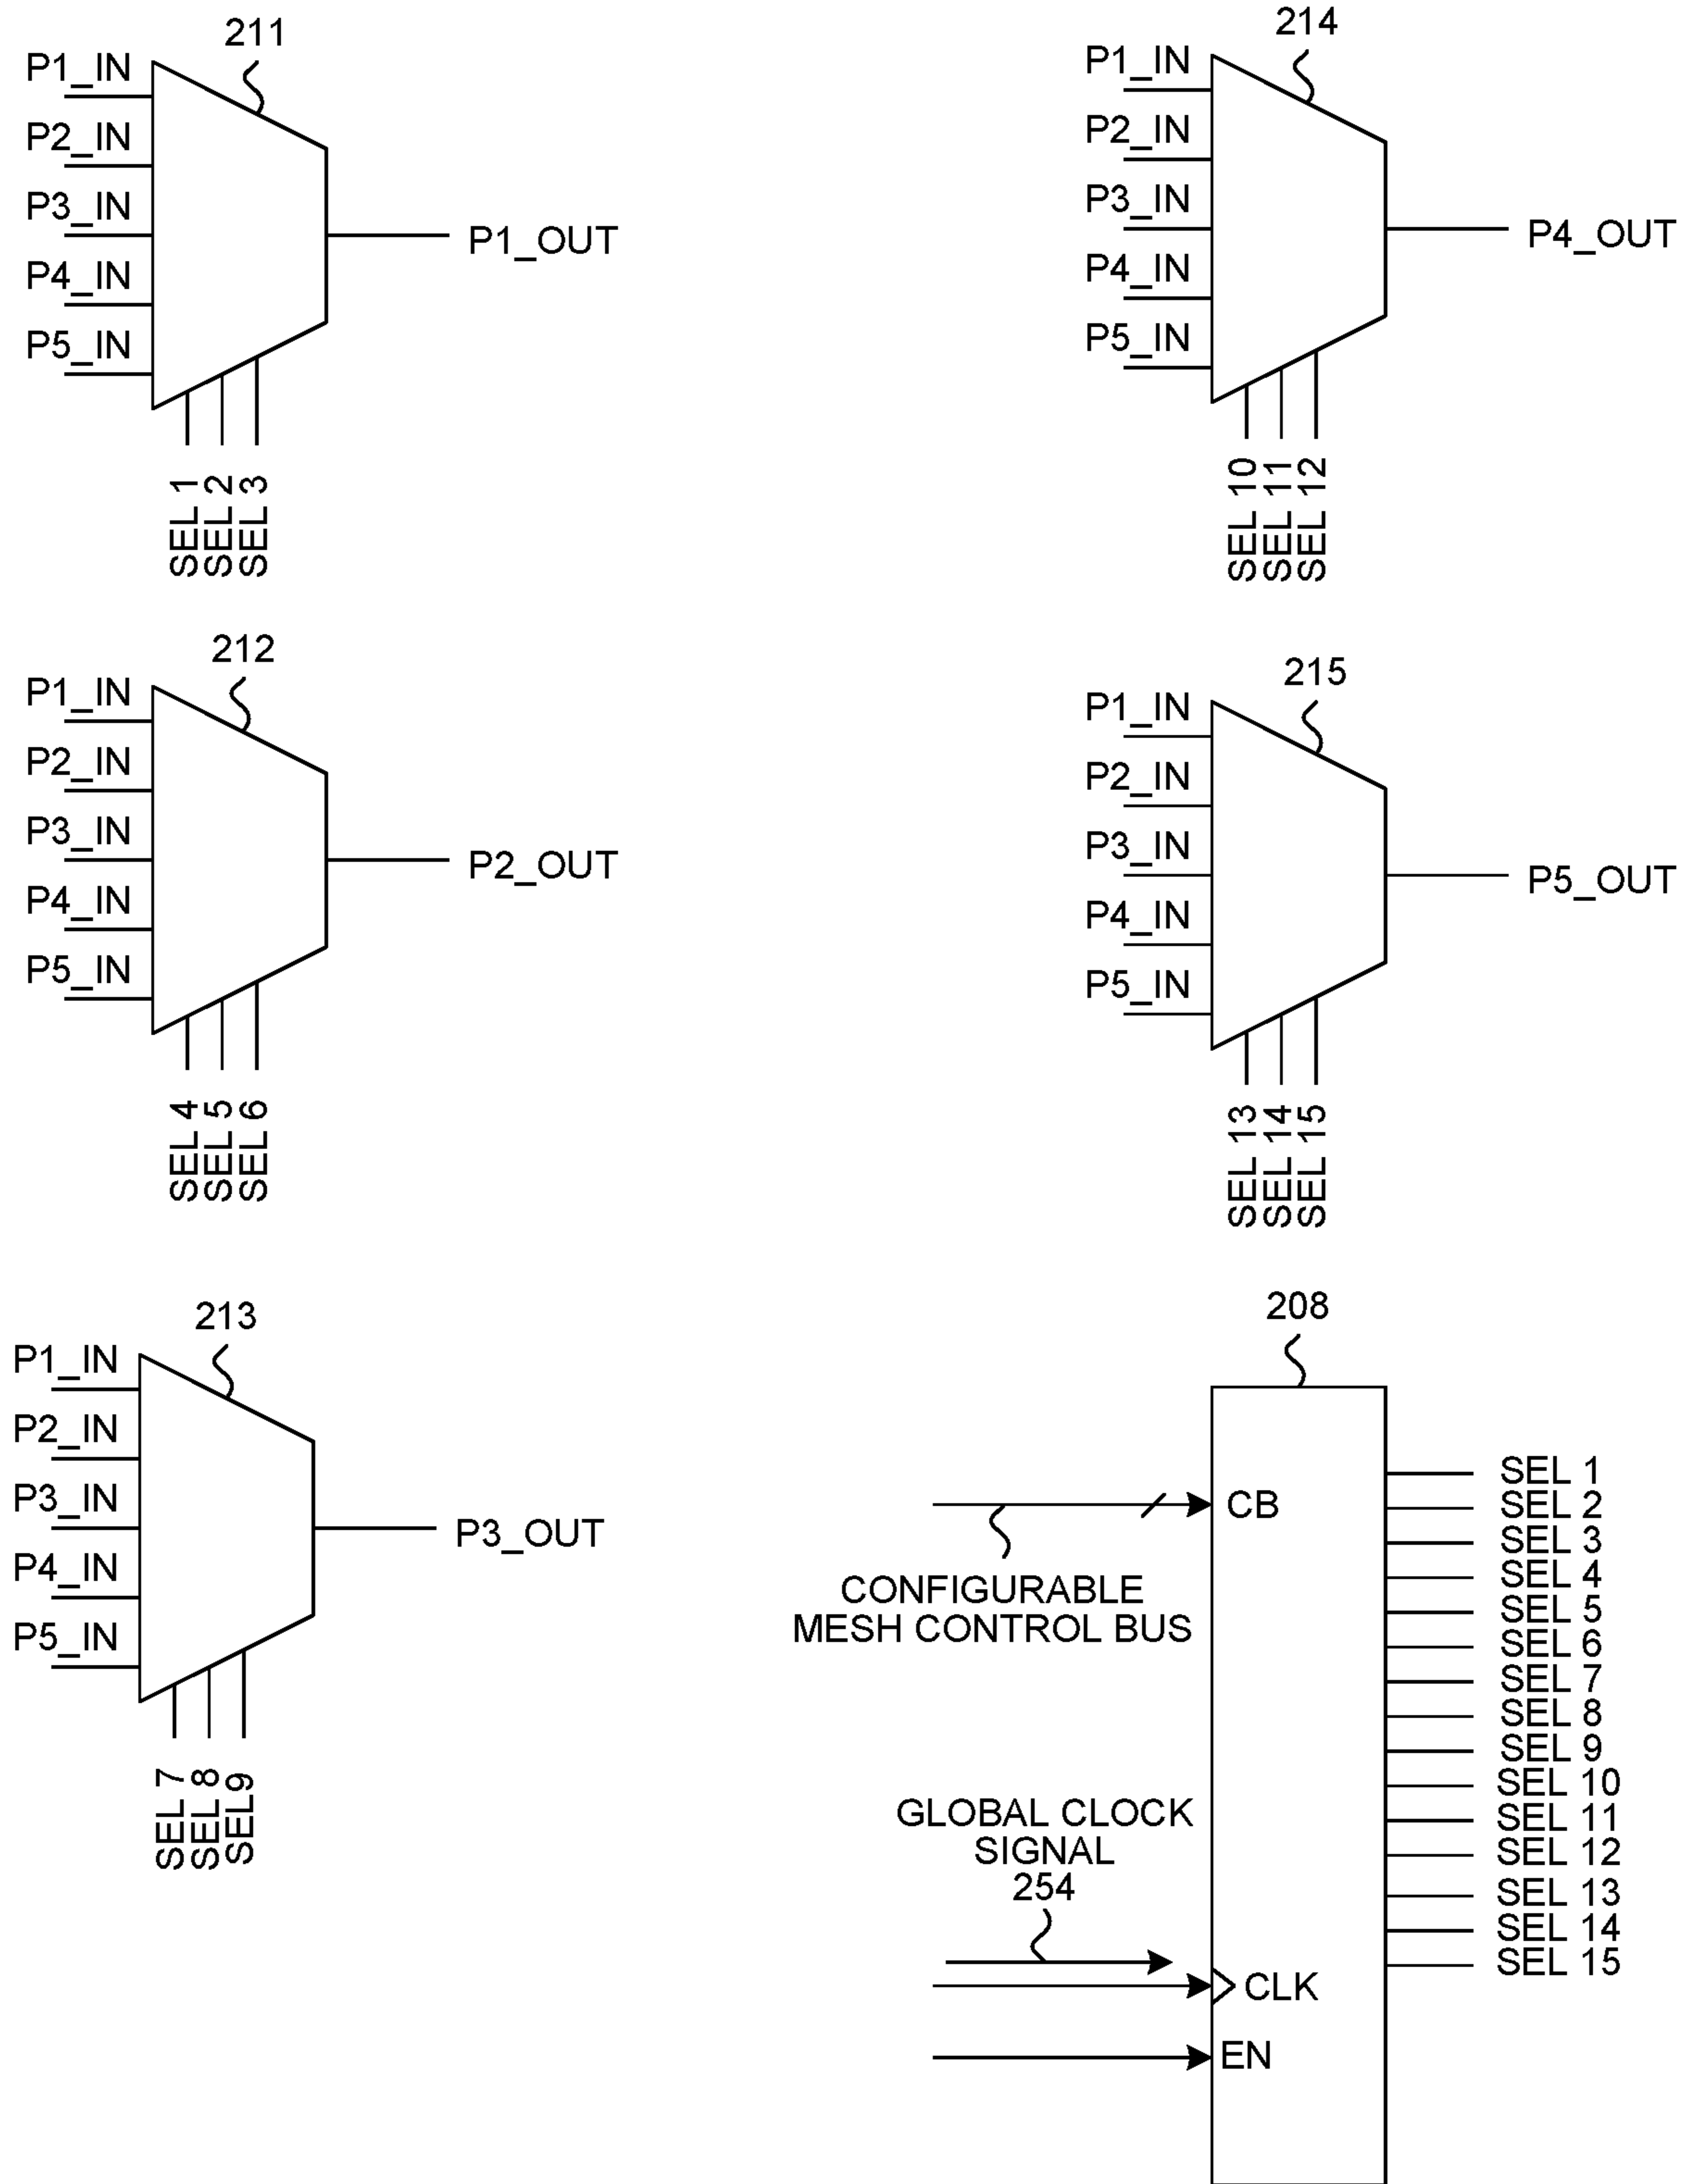 211
P1_IN
P2_IN
P3_IN
P4_IN
P5_IN
P1_OUT
SEL 1
SEL 2
SEL 3
214
P1_IN
P2_IN
P3_IN
P4_IN
P5_IN
P4_OUT
SEL 10
SEL 11
SEL 12
212
P1_IN
P2_IN
P3_IN
P4_IN
P5_IN
P2_OUT
SEL 4
SEL 5
SEL 6
215
P1_IN
P2_IN
P3_IN
P4_IN
P5_IN
P5_OUT
SEL 13
SEL 14
SEL 15
213
P1_IN
P2_IN
P3_IN
P4_IN
P5_IN
P3_OUT
SEL 7
SEL 8
SEL9
208
CB
CONFIGURABLE
MESH CONTROL BUS
GLOBAL CLOCK
SIGNAL
254
CLK
EN
SEL 1
SEL 2
SEL 3
SEL 4
SEL 5
SEL 6
SEL 7
SEL 8
SEL 9
SEL 10
SEL 11
SEL 12
SEL 13
SEL 14
SEL 15